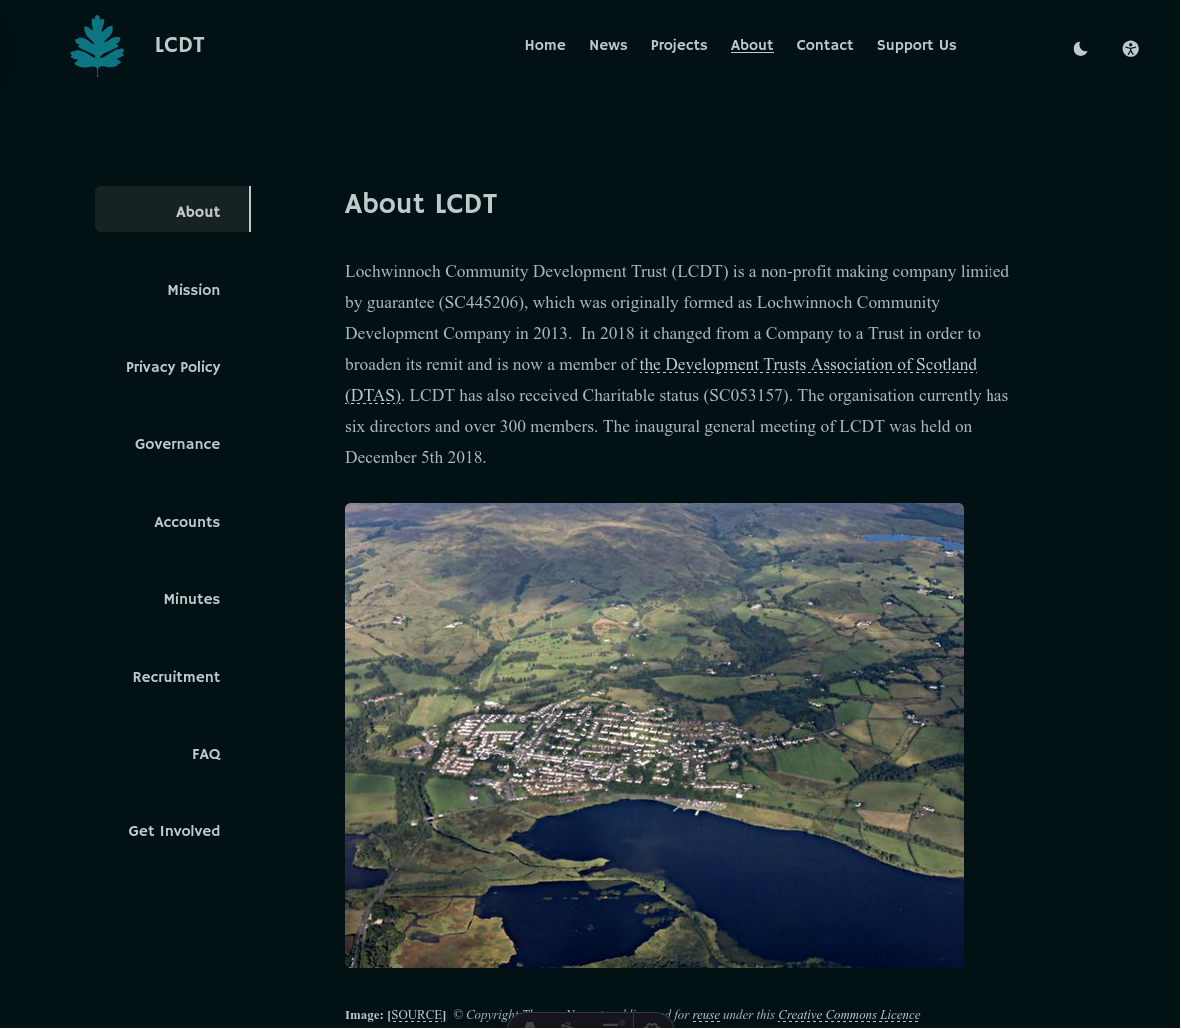 LCDT
Home News Projects About Contact Support Us
About
Mission
Privacy Policy
Governance
Accounts
Minutes
Recruitment
FAQ
Get Involved
About LCDT
Lochwinnoch Community Development Trust (LCDT) is a non-profit making company limited
by guarantee (SC445206), which was originally formed as Lochwinnoch Community
Development Company in 2013.  In 2018 it changed from a Company to a Trust in order to
broaden its remit and is now a member of the Development Trusts Association of Scotland
(DTAS). LCDT has also received Charitable status (SC053157). The organisation currently has
six directors and over 300 members. The inaugural general meeting of LCDT was held on
December 5th 2018.
Image: [SOURCE] © Copyright for reuse under this Creative Commons Licence